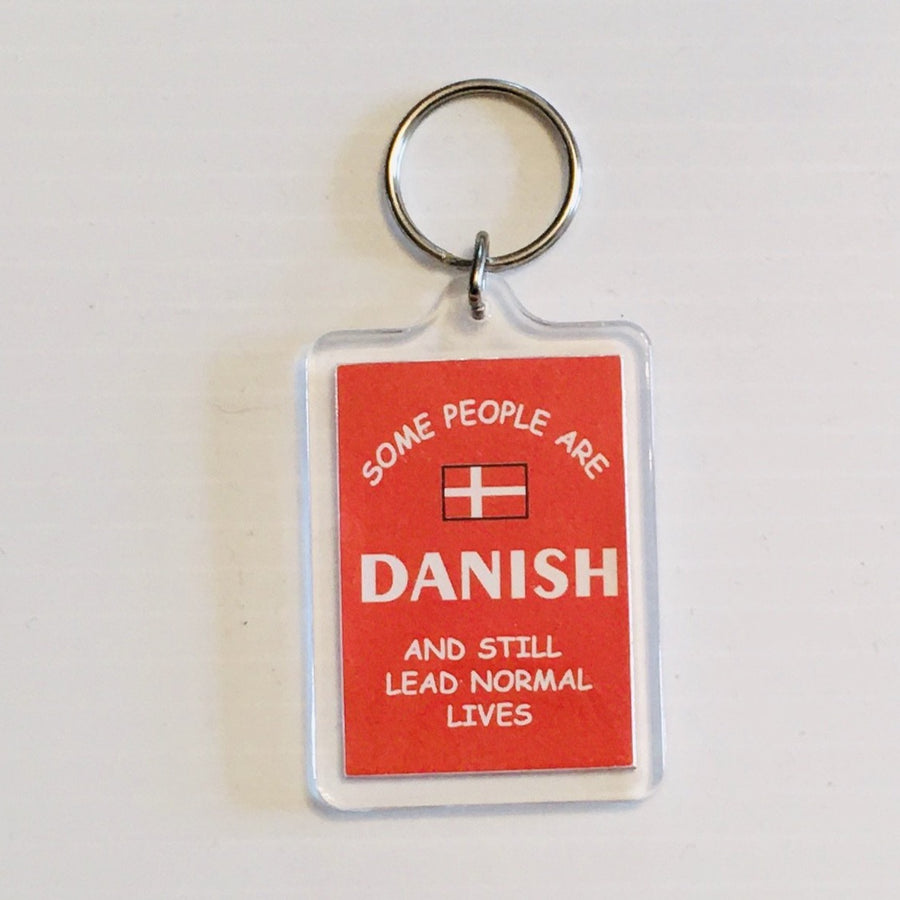 SOME PEOPLE ARE
DANISH
AND STILL
LEAD NORMAL
LIVES